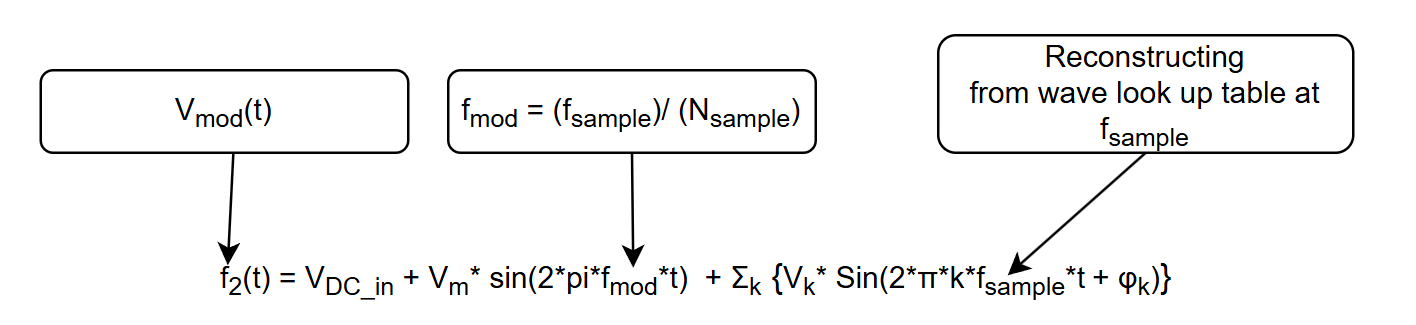 V_mod(t)
f_mod = (f_sample)/ (N_sample)
Reconstructing
from wave look up table at
f_sample
f_2(t) = V_DC_in + V_m* sin(2*pi*f_mod*t) + Σ_k {V_k* Sin(2*π*k*f_sample*t + φ_k)}